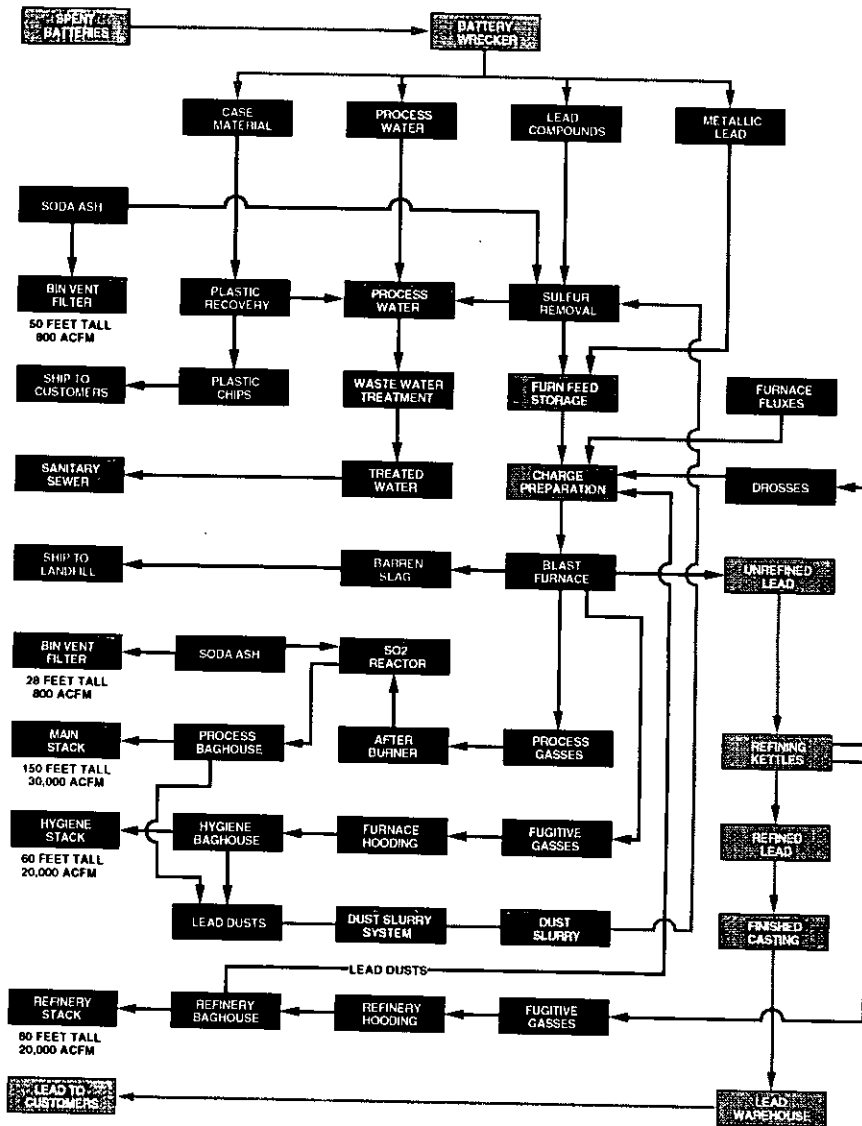 SPENT
BATTERIES
BATTERY
WRECKER
CASE
MATERIAL
PROCESS
WATER
LEAD
COMPOUNDS
METALLIC
LEAD
SODA ASH
BIN VENT
FILTER
50 FEET TALL
800 ACFM
PLASTIC
RECOVERY
PROCESS
WATER
SULFUR
REMOVAL
SHIP TO
CUSTOMERS
PLASTIC
CHIPS
WASTE WATER
TREATMENT
FURN FEED
STORAGE
FURNACE
FLUXES
SANITARY
SEWER
TREATED
WATER
CHARGE
PREPARATION
DROSSES
SHIP TO
LANDFILL
BARREN
SLAG
BLAST
FURNACE
UNREFINED
LEAD
BIN VENT
FILTER
28 FEET TALL
800 ACFM
SODA ASH
SO2
REACTOR
MAIN
STACK
150 FEET TALL
30,000 ACFM
PROCESS
BAGHOUSE
AFTER
BURNER
PROCESS
GASSES
REFINING
KETTLES
HYGIENE
STACK
60 FEET TALL
20,000 ACFM
HYGIENE
BAGHOUSE
FURNACE
HOODING
FUGITIVE
GASSES
REFINED
LEAD
LEAD DUSTS
DUST SLURRY
SYSTEM
DUST
SLURRY
FINISHED
CASTING
LEAD DUSTS
REFINERY
STACK
60 FEET TALL
20,000 ACFM
REFINERY
BAGHOUSE
REFINERY
HOODING
FUGITIVE
GASSES
LEAD TO
CUSTOMERS
LEAD
WAREHOUSE